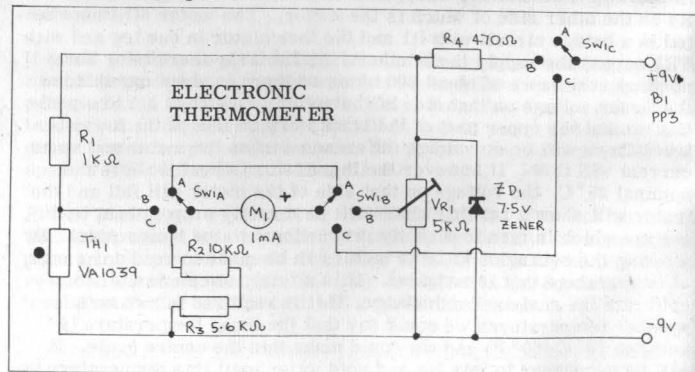 ELECTRONIC
THERMOMETER
R1
1KΩ
TH1
VA1039
B
SW1A
C
M1
1mA
+
A
SW1B
B
R2 10KΩ
R3 5.6KΩ
R4 470Ω
A
SW1C
B
C
+9V
B1
PP3
VR1
5KΩ
ZD1
7.5V
ZENER
-9V